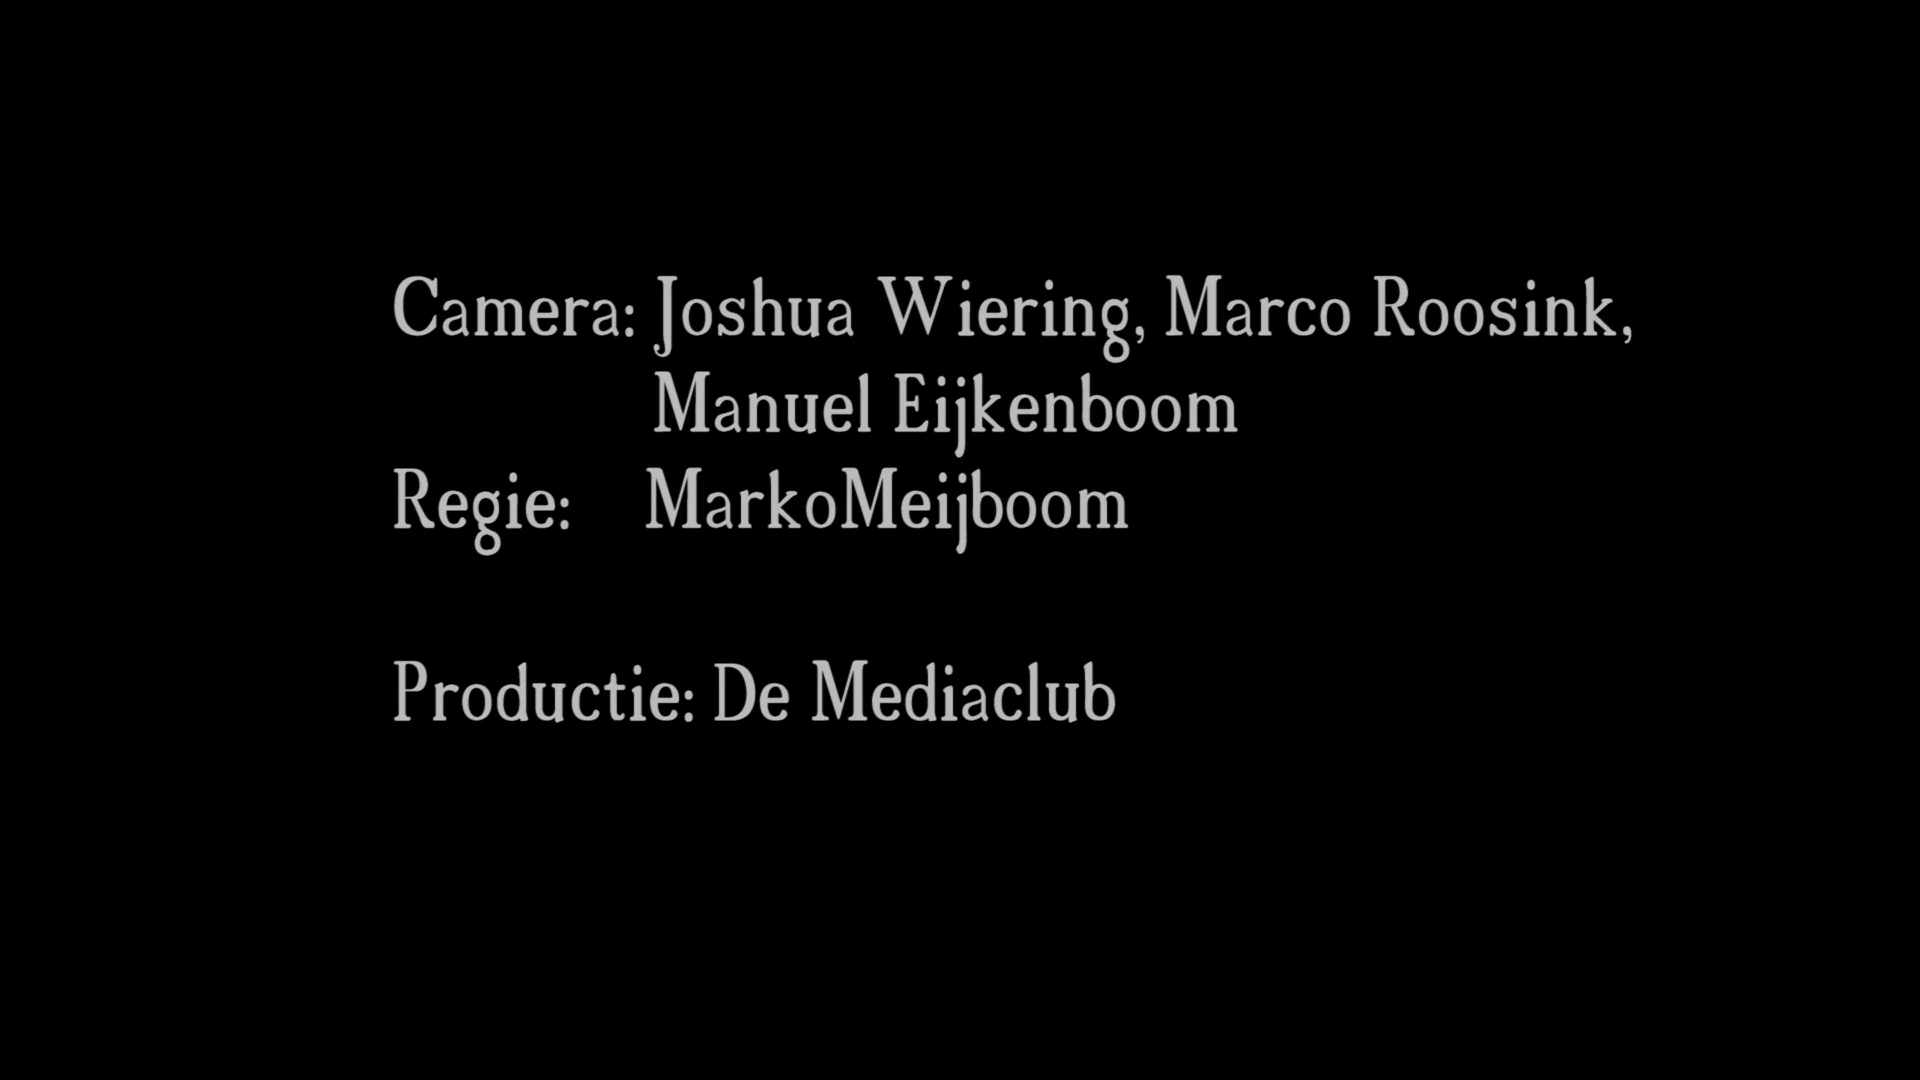 Camera: Joshua Wiering, Marco Roosink,
Manuel Eijkenboom
Regie: MarkoMeijboom
Productie: De Mediaclub